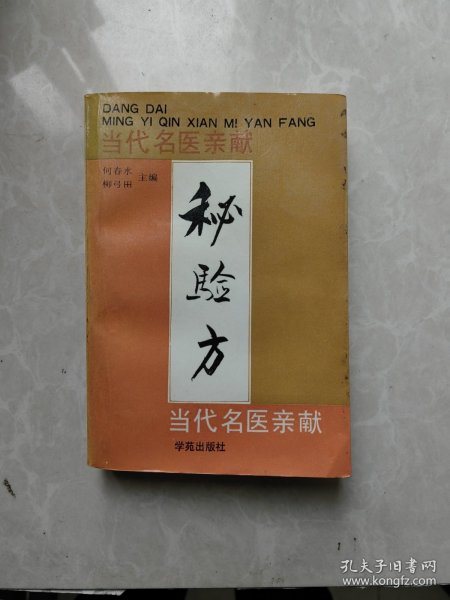 DANG DAI
MING YI QIN XIAN MI YAN FANG
当代名医亲献
何春水
柳弓田
主编
秘
验
方
当代名医亲献
学苑出版社
孔夫子旧书网
www.kongfz.com